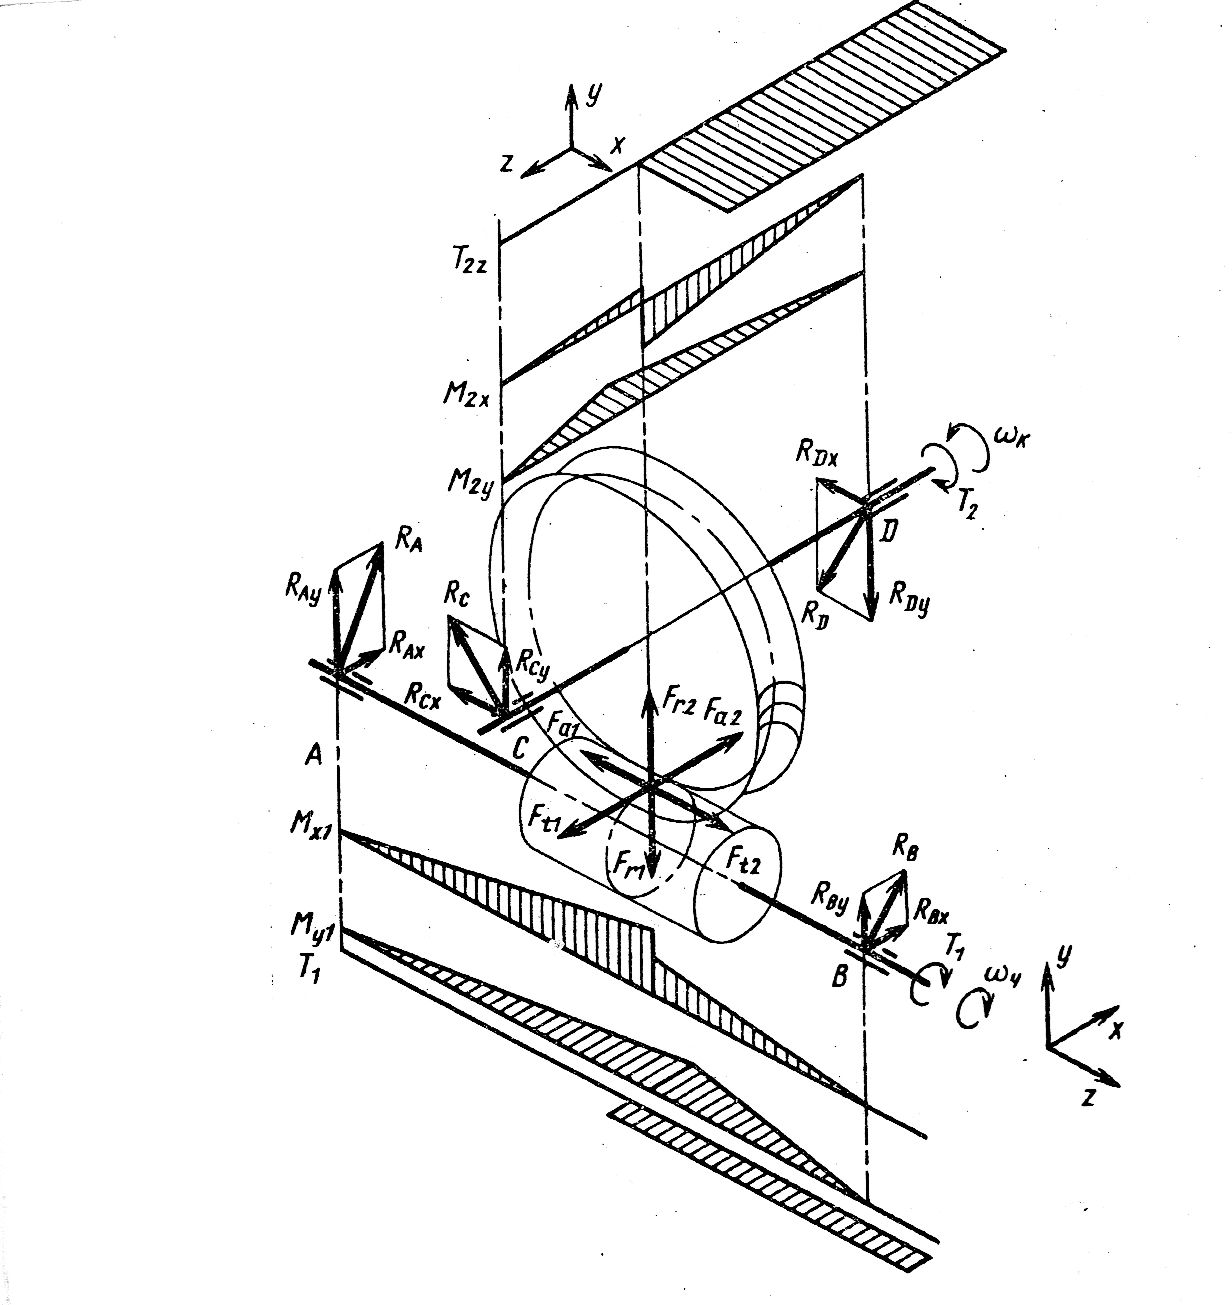 y
z
x
T2z
M2x
M2y
ωк
RDx
T2
D
RD
RDy
RA
RAy
RAx
RC
RCy
RCx
C
Fa1
Fr2
Fa2
A
Ft1
Fr1
Ft2
Mx1
My1
T1
RB
RBy
RBx
T1
B
ωч
y
x
z